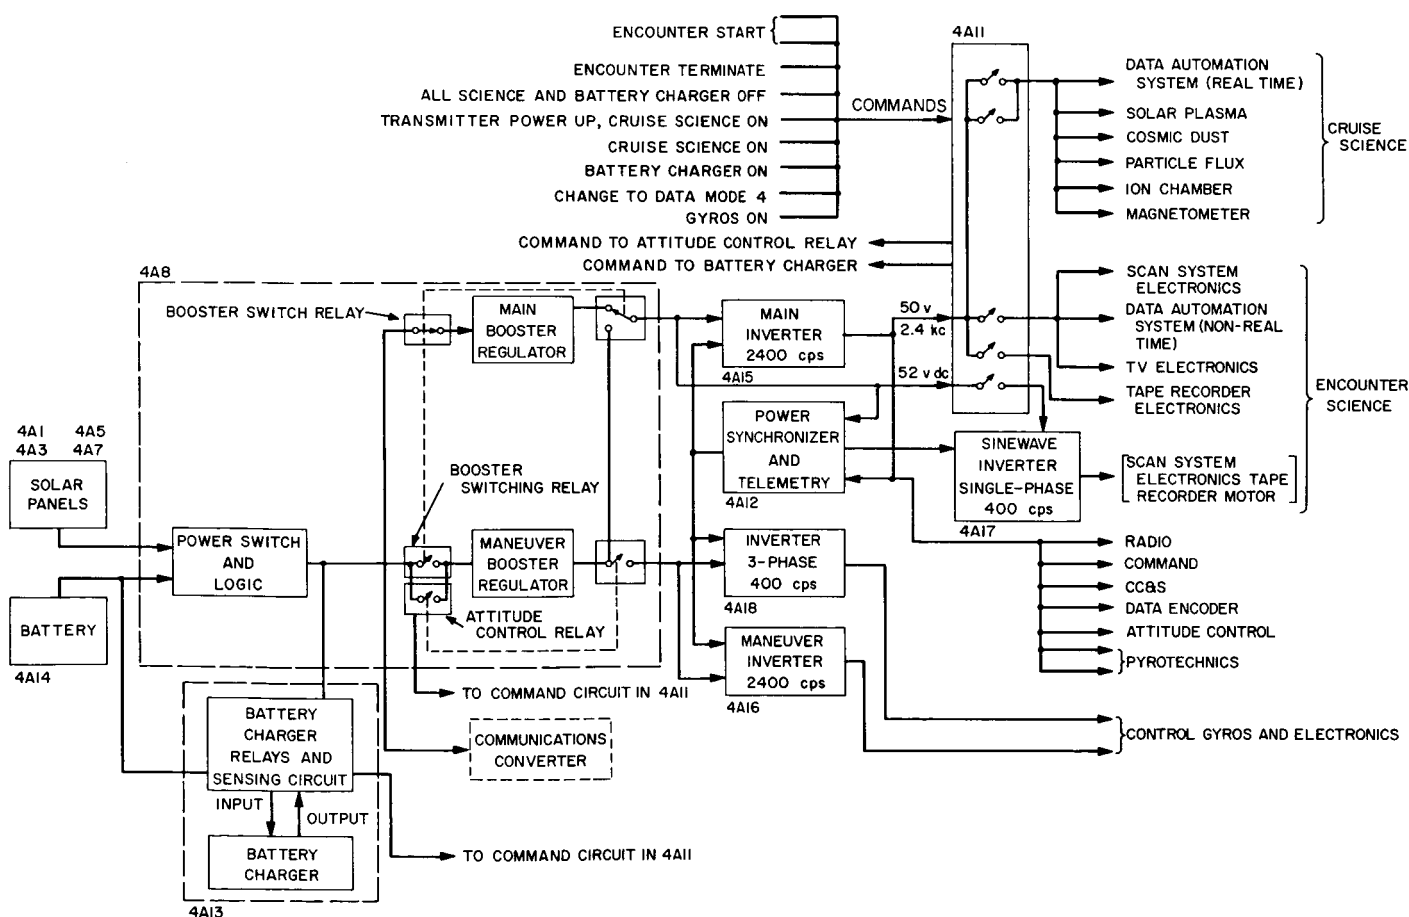 ENCOUNTER START
ENCOUNTER TERMINATE
ALL SCIENCE AND BATTERY CHARGER OFF
TRANSMITTER POWER UP, CRUISE SCIENCE ON
CRUISE SCIENCE ON
BATTERY CHARGER ON
CHANGE TO DATA MODE 4
GYROS ON
COMMANDS
4A11
DATA AUTOMATION
SYSTEM (REAL TIME)
SOLAR PLASMA
COSMIC DUST
PARTICLE FLUX
ION CHAMBER
MAGNETOMETER
CRUISE
SCIENCE
COMMAND TO ATTITUDE CONTROL RELAY
COMMAND TO BATTERY CHARGER
4A8
BOOSTER SWITCH RELAY
MAIN
BOOSTER
REGULATOR
MAIN
INVERTER
2400 cps
4A15
50 v
2.4 kc
52 v dc
SCAN SYSTEM
ELECTRONICS
DATA AUTOMATION
SYSTEM (NON-REAL
TIME)
TV ELECTRONICS
TAPE RECORDER
ELECTRONICS
ENCOUNTER
SCIENCE
4A1 4A5
4A3 4A7
SOLAR
PANELS
BOOSTER
SWITCHING RELAY
POWER
SYNCHRONIZER
AND
TELEMETRY
4A12
SINEWAVE
INVERTER
SINGLE-PHASE
400 cps
4A17
SCAN SYSTEM
ELECTRONICS TAPE
RECORDER MOTOR
POWER SWITCH
AND
LOGIC
MANEUVER
BOOSTER
REGULATOR
INVERTER
3-PHASE
400 cps
4A18
RADIO
COMMAND
CC&S
DATA ENCODER
ATTITUDE CONTROL
PYROTECHNICS
BATTERY
4A14
ATTITUDE
CONTROL RELAY
MANEUVER
INVERTER
2400 cps
4A16
TO COMMAND CIRCUIT IN 4A11
BATTERY
CHARGER
RELAYS AND
SENSING CIRCUIT
COMMUNICATIONS
CONVERTER
CONTROL GYROS AND ELECTRONICS
INPUT
OUTPUT
BATTERY
CHARGER
TO COMMAND CIRCUIT IN 4A11
4A13